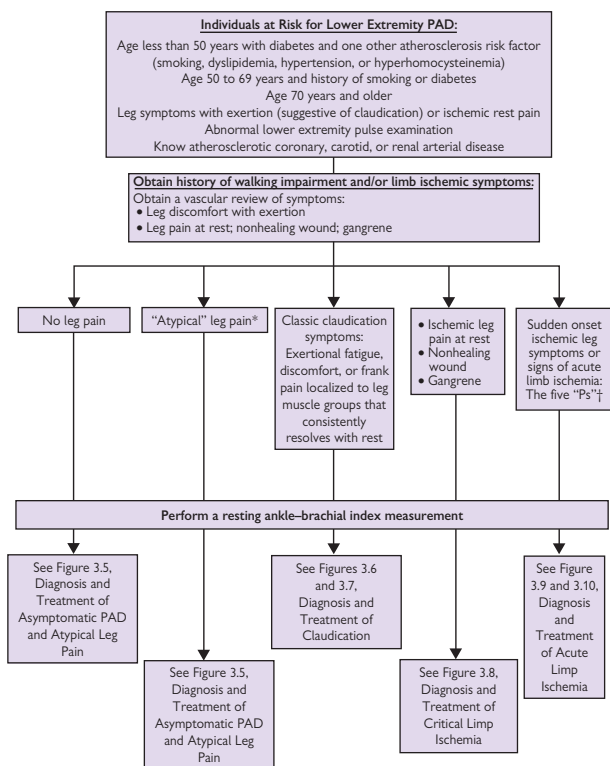 Individuals at Risk for Lower Extremity PAD:
Age less than 50 years with diabetes and one other atherosclerosis risk factor
(smoking, dyslipidemia, hypertension, or hyperhomocysteinemia)
Age 50 to 69 years and history of smoking or diabetes
Age 70 years and older
Leg symptoms with exertion (suggestive of claudication) or ischemic rest pain
Abnormal lower extremity pulse examination
Know atherosclerotic coronary, carotid, or renal arterial disease
Obtain history of walking impairment and/or limb ischemic symptoms:
Obtain a vascular review of symptoms:
• Leg discomfort with exertion
• Leg pain at rest; nonhealing wound; gangrene
No leg pain
“Atypical” leg pain*
Classic claudication
symptoms:
Exertional fatigue,
discomfort, or frank
pain localized to leg
muscle groups that
consistently
resolves with rest
• Ischemic leg
pain at rest
• Nonhealing
wound
• Gangrene
Sudden onset
ischemic leg
symptoms or
signs of acute
limb ischemia:
The five “Ps”†
Perform a resting ankle–brachial index measurement
See Figure 3.5,
Diagnosis and
Treatment of
Asymptomatic PAD
and Atypical Leg
Pain
See Figure 3.5,
Diagnosis and
Treatment of
Asymptomatic PAD
and Atypical Leg
Pain
See Figures 3.6
and 3.7,
Diagnosis and
Treatment of
Claudication
See Figure 3.8,
Diagnosis and
Treatment of
Critical Limp
Ischemia
See Figure
3.9 and 3.10,
Diagnosis
and
Treatment
of Acute
Limp
Ischemia